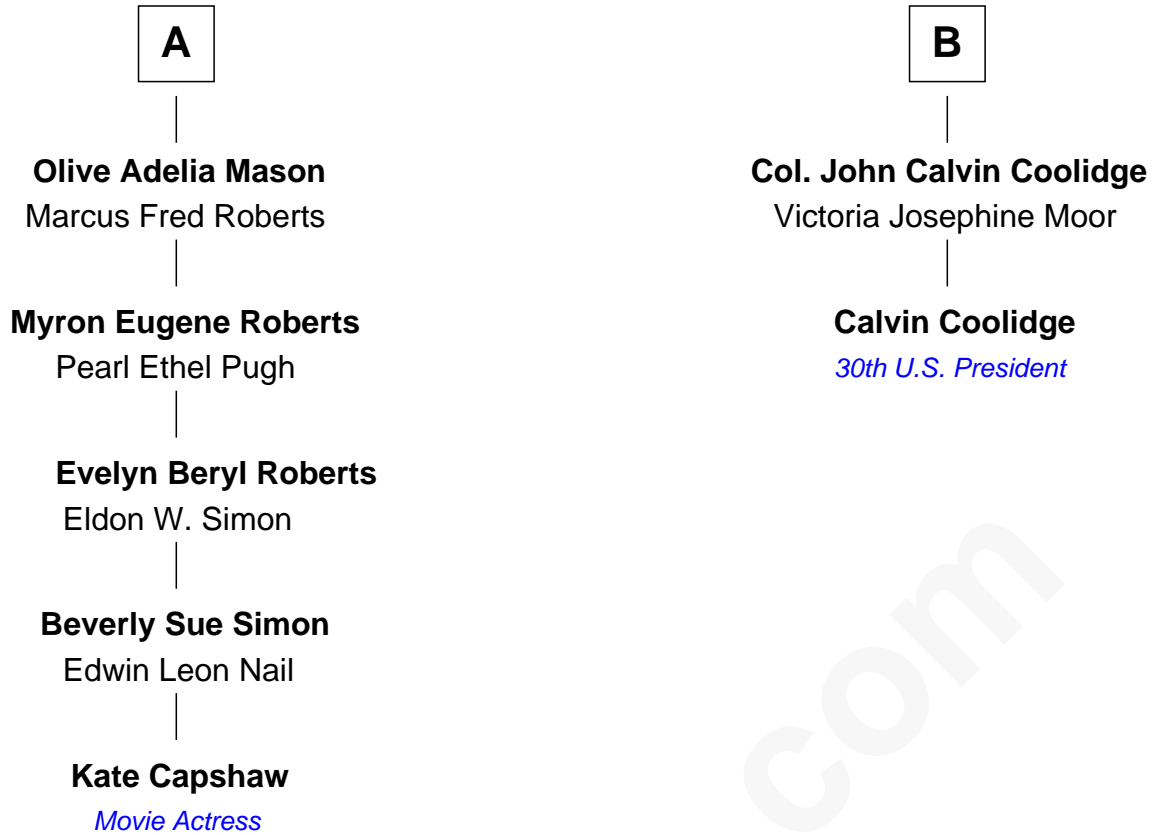 A
Olive Adelia Mason
Marcus Fred Roberts
Myron Eugene Roberts
Pearl Ethel Pugh
Evelyn Beryl Roberts
Eldon W. Simon
Beverly Sue Simon
Edwin Leon Nail
Kate Capshaw
Movie Actress
B
Col. John Calvin Coolidge
Victoria Josephine Moor
Calvin Coolidge
30th U.S. President
com